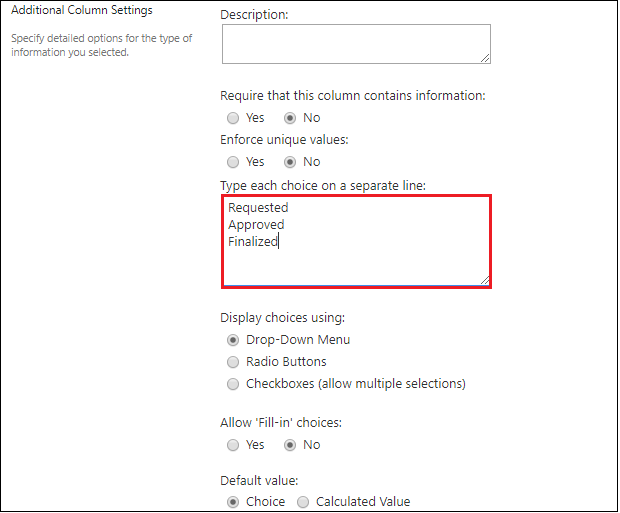 Additional Column Settings
Specify detailed options for the type of
information you selected.
Description:
Require that this column contains information:
Yes No
Enforce unique values:
Yes No
Type each choice on a separate line:
Requested
Approved
Finalized
Display choices using:
Drop-Down Menu
Radio Buttons
Checkboxes (allow multiple selections)
Allow 'Fill-in' choices:
Yes No
Default value:
Choice Calculated Value